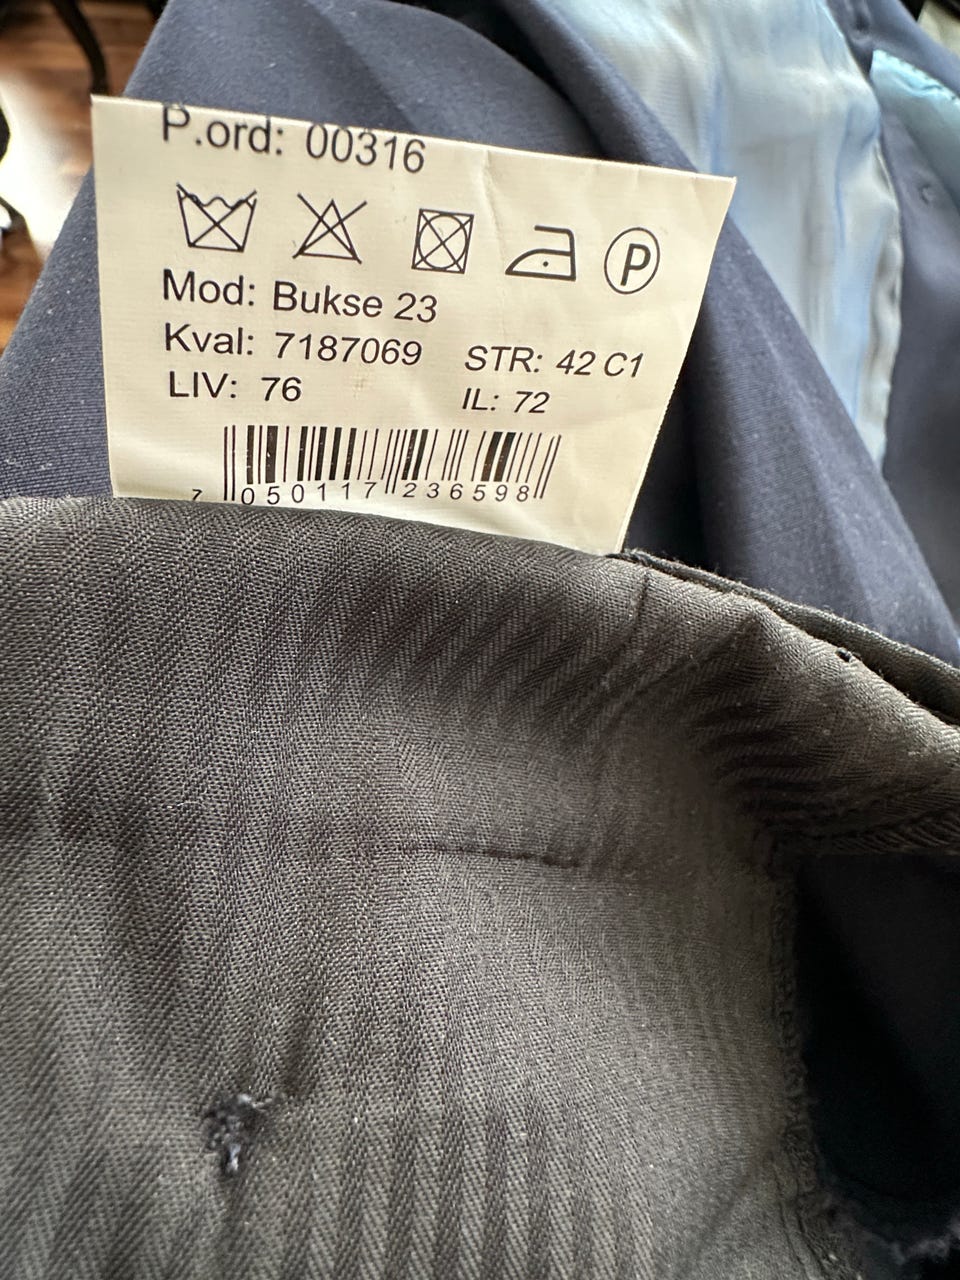 P.ord: 00316
P
Mod: Bukse 23
Kval: 7187069 STR: 42 C1
LIV: 76 IL: 72
7 050117 236598